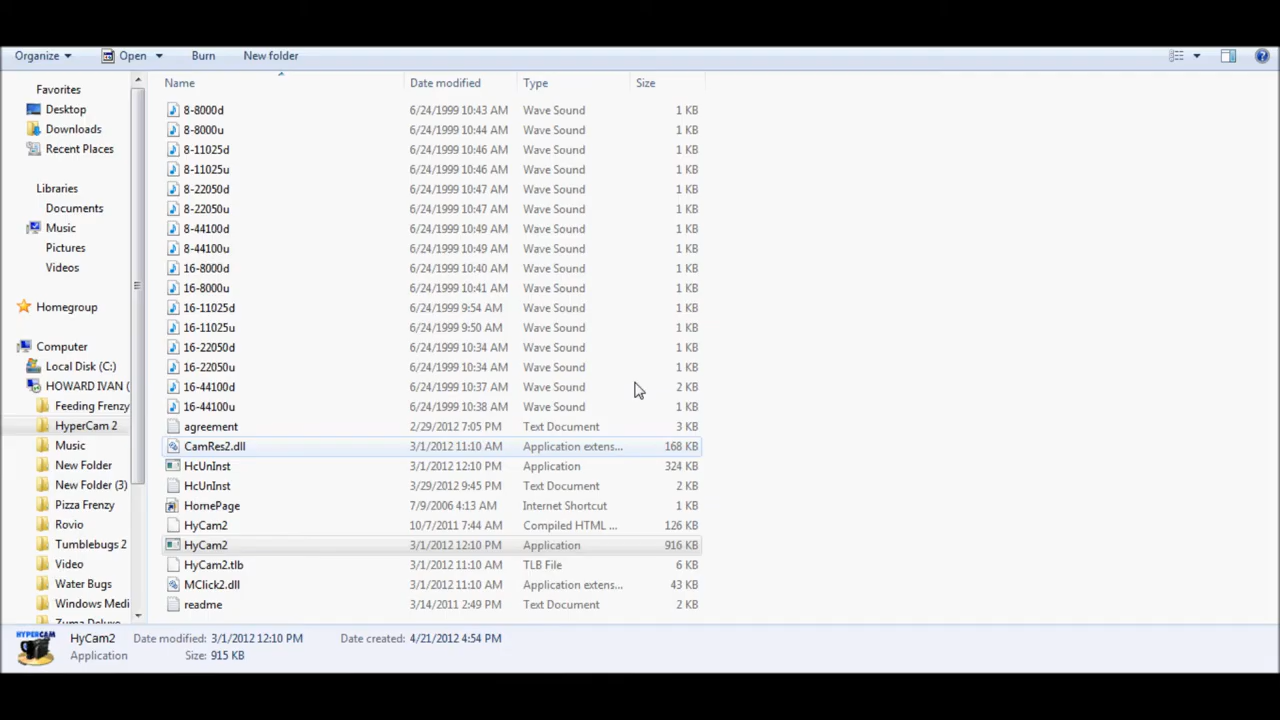 Organize Open Burn New folder
Name Date modified Type Size
Favorites
Desktop
Downloads
Recent Places
Libraries
Documents
Music
Pictures
Videos
Homegroup
Computer
Local Disk (C:)
HOWARD IVAN (
Feeding Frenzy
HyperCam 2
Music
New Folder
New Folder (3)
Pizza Frenzy
Rovio
Tumblebugs 2
Video
Water Bugs
Windows Medi
Zuma Deluxe
8-8000d 6/24/1999 10:43 AM Wave Sound 1 KB
8-8000u 6/24/1999 10:44 AM Wave Sound 1 KB
8-11025d 6/24/1999 10:46 AM Wave Sound 1 KB
8-11025u 6/24/1999 10:46 AM Wave Sound 1 KB
8-22050d 6/24/1999 10:47 AM Wave Sound 1 KB
8-22050u 6/24/1999 10:47 AM Wave Sound 1 KB
8-44100d 6/24/1999 10:49 AM Wave Sound 1 KB
8-44100u 6/24/1999 10:49 AM Wave Sound 1 KB
16-8000d 6/24/1999 10:40 AM Wave Sound 1 KB
16-8000u 6/24/1999 10:41 AM Wave Sound 1 KB
16-11025d 6/24/1999 9:54 AM Wave Sound 1 KB
16-11025u 6/24/1999 9:50 AM Wave Sound 1 KB
16-22050d 6/24/1999 10:34 AM Wave Sound 1 KB
16-22050u 6/24/1999 10:34 AM Wave Sound 1 KB
16-44100d 6/24/1999 10:37 AM Wave Sound 2 KB
16-44100u 6/24/1999 10:38 AM Wave Sound 1 KB
agreement 2/29/2012 7:05 PM Text Document 3 KB
CamRes2.dll 3/1/2012 11:10 AM Application extens... 168 KB
HcUnInst 3/1/2012 12:10 PM Application 324 KB
HcUnInst 3/29/2012 9:45 PM Text Document 2 KB
HomePage 7/9/2006 4:13 AM Internet Shortcut 1 KB
HyCam2 10/7/2011 7:44 AM Compiled HTML ... 126 KB
HyCam2 3/1/2012 12:10 PM Application 916 KB
HyCam2.tlb 3/1/2012 11:10 AM TLB File 6 KB
MClick2.dll 3/1/2012 11:10 AM Application extens... 43 KB
readme 3/14/2011 2:49 PM Text Document 2 KB
HYPERCAM
HyCam2 Date modified: 3/1/2012 12:10 PM Date created: 4/21/2012 4:54 PM
Application Size: 915 KB